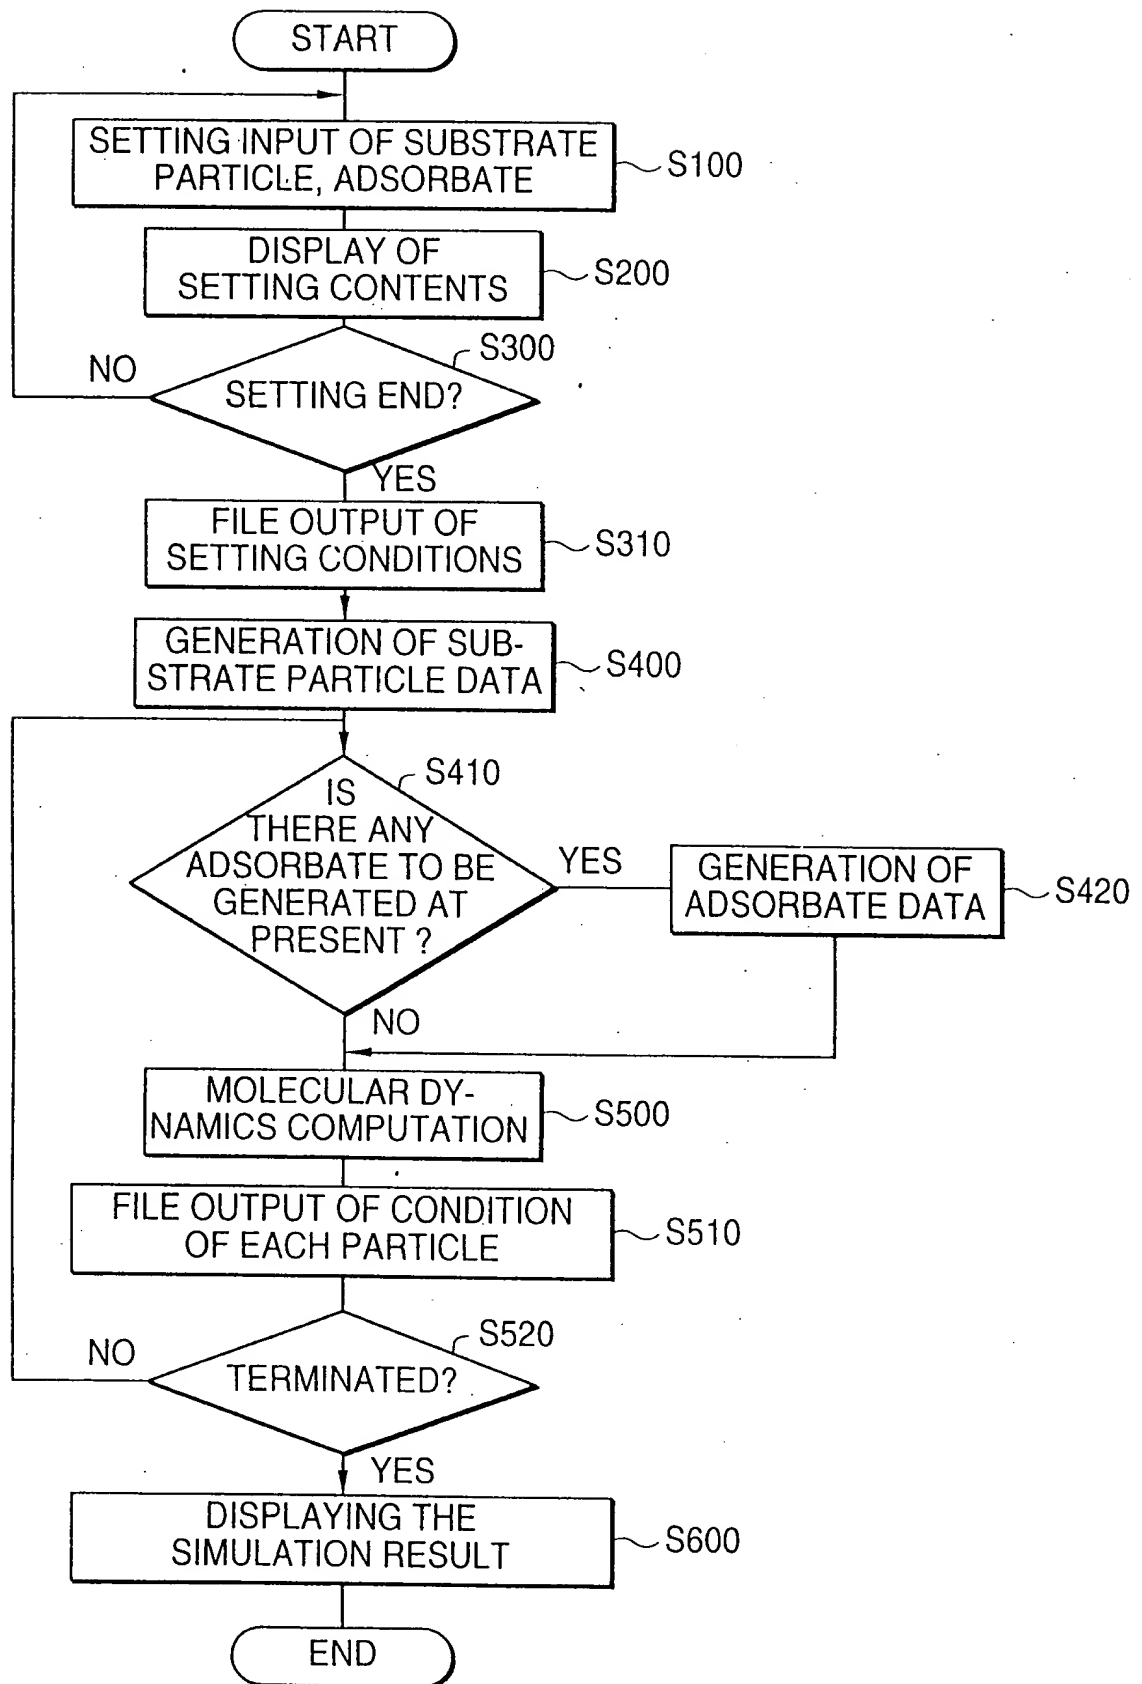 START
SETTING INPUT OF SUBSTRATE
PARTICLE, ADSORBATE
S100
DISPLAY OF
SETTING CONTENTS
S200
S300
NO
SETTING END?
YES
FILE OUTPUT OF
SETTING CONDITIONS
S310
GENERATION OF SUB-
STRATE PARTICLE DATA
S400
S410
IS
THERE ANY
ADSORBATE TO BE
GENERATED AT
PRESENT ?
YES
GENERATION OF
ADSORBATE DATA
S420
NO
MOLECULAR DY-
NAMICS COMPUTATION
S500
FILE OUTPUT OF CONDITION
OF EACH PARTICLE
S510
S520
NO
TERMINATED?
YES
DISPLAYING THE
SIMULATION RESULT
S600
END